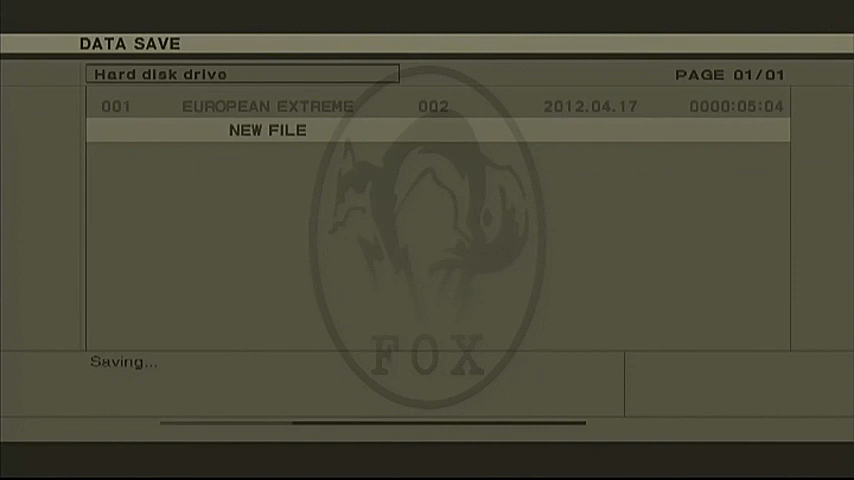 DATA SAVE
Hard disk drive PAGE 01/01
001 EUROPEAN EXTREME 002 2012.04.17 0000:05:04
NEW FILE
FOX
Saving...